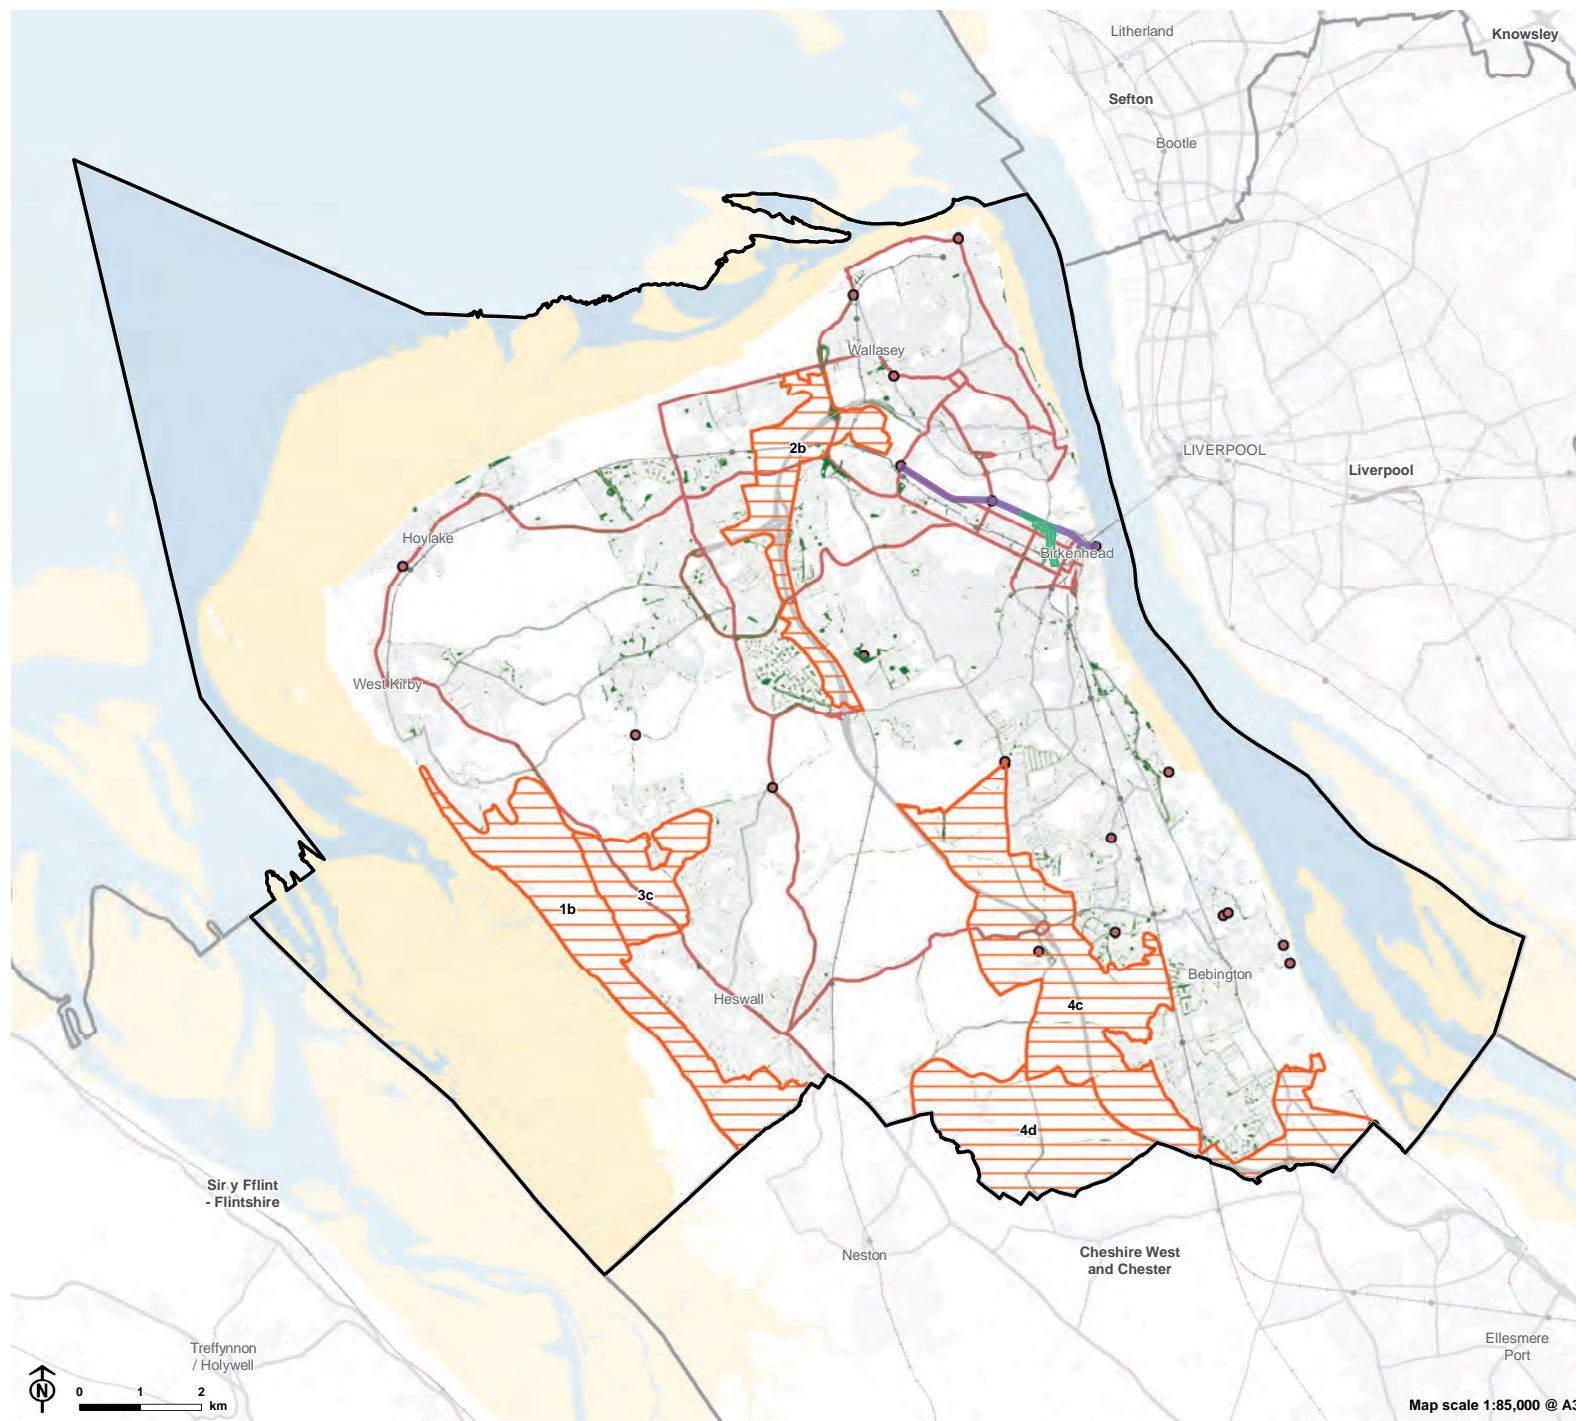 Litherland
Knowsley
Sefton
Bootle
Wallasey
2b
LIVERPOOL
Liverpool
Hoylake
Birkenhead
West Kirby
3c
1b
Bebington
Heswall
4c
4d
Sir y Fflint
- Flintshire
Neston
Cheshire West
and Chester
Treffynnon
/ Holywell
Ellesmere
Port
N
0 1 2
km
Map scale 1:85,000 @ A3